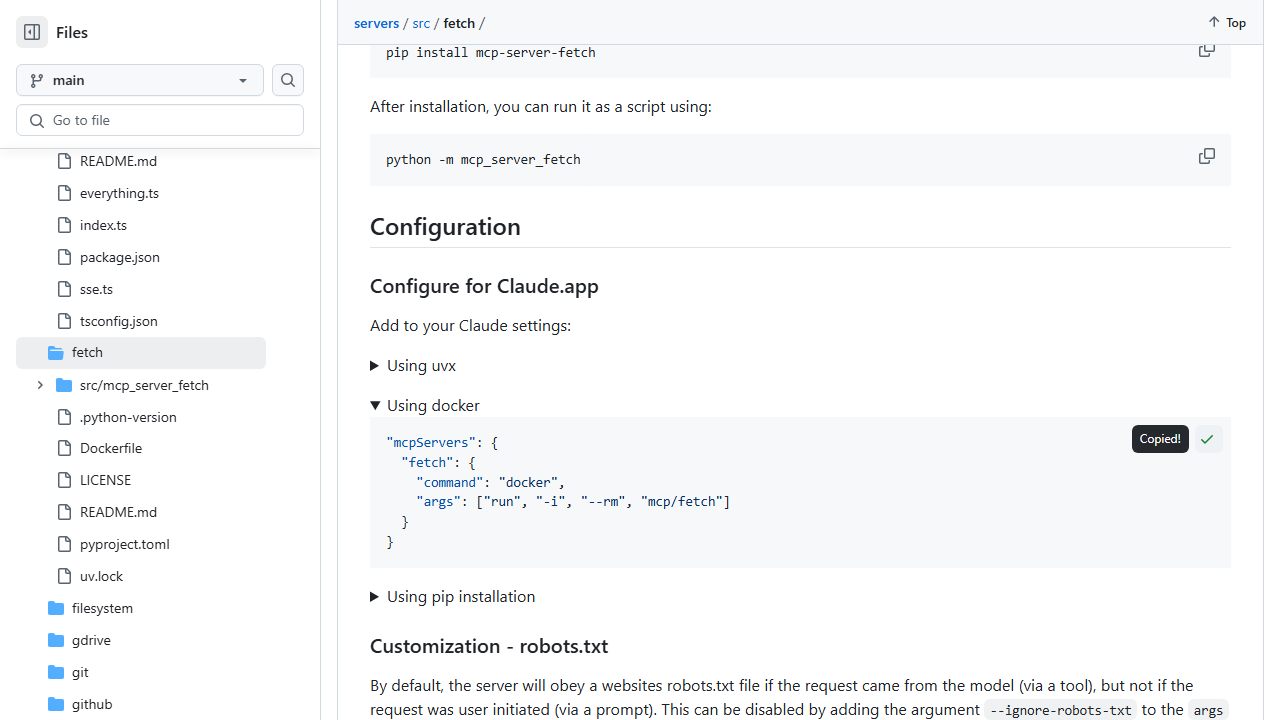 Files
main
Go to file
README.md
everything.ts
index.ts
package.json
sse.ts
tsconfig.json
fetch
src/mcp_server_fetch
.python-version
Dockerfile
LICENSE
README.md
pyproject.toml
uv.lock
filesystem
gdrive
git
github
servers / src / fetch /
Top
pip install mcp-server-fetch
After installation, you can run it as a script using:
python -m mcp_server_fetch
Configuration
Configure for Claude.app
Add to your Claude settings:
Using uvx
Using docker
"mcpServers": {
  "fetch": {
    "command": "docker",
    "args": ["run", "-i", "--rm", "mcp/fetch"]
  }
}
Copied!
Using pip installation
Customization - robots.txt
By default, the server will obey a websites robots.txt file if the request came from the model (via a tool), but not if the
request was user initiated (via a prompt). This can be disabled by adding the argument --ignore-robots-txt to the args